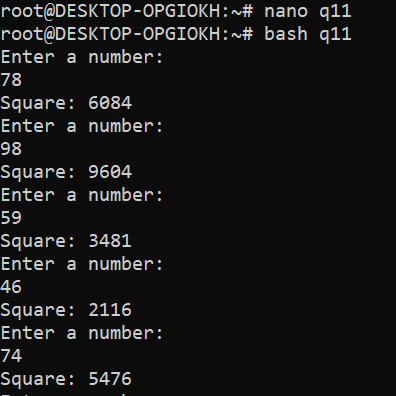 root@DESKTOP-OPGIOKH:~# nano q11
root@DESKTOP-OPGIOKH:~# bash q11
Enter a number:
78
Square: 6084
Enter a number:
98
Square: 9604
Enter a number:
59
Square: 3481
Enter a number:
46
Square: 2116
Enter a number:
74
Square: 5476